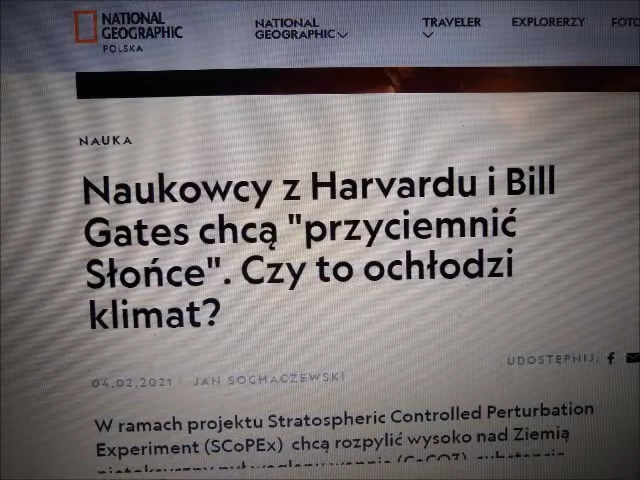 NATIONAL
GEOGRAPHIC
POLSKA
NATIONAL
GEOGRAPHIC
TRAVELER
EXPLORERZY
FOTO
NAUKA
Naukowcy z Harvardu i Bill
Gates chcą "przyciemnić
Słońce". Czy to ochłodzi
klimat?
UDOSTĘPNIJ:
04.02.2021 | JAN SOCHACZEWSKI
W ramach projektu Stratospheric Controlled Perturbation
Experiment (SCoPEx) chcą rozpylić wysoko nad Ziemią